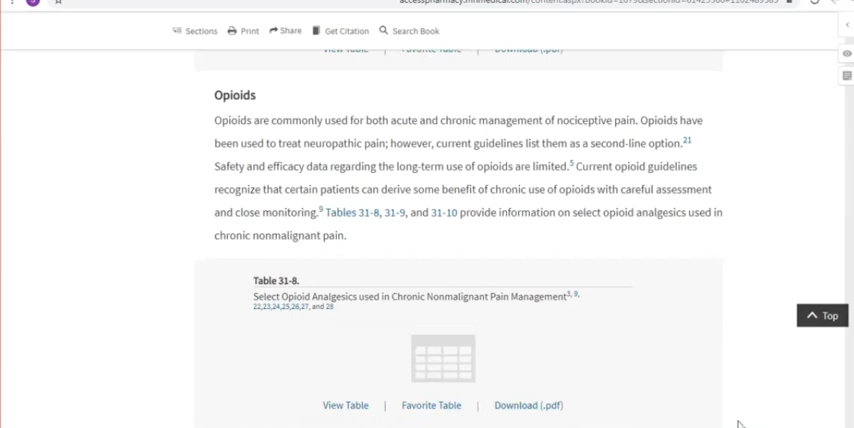 Sections Print Share Get Citation Search Book
View Table | Favorite Table | Download (.pdf)
Opioids
Opioids are commonly used for both acute and chronic management of nociceptive pain. Opioids have
been used to treat neuropathic pain; however, current guidelines list them as a second-line option.21
Safety and efficacy data regarding the long-term use of opioids are limited.5 Current opioid guidelines
recognize that certain patients can derive some benefit of chronic use of opioids with careful assessment
and close monitoring.9 Tables 31-8, 31-9, and 31-10 provide information on select opioid analgesics used in
chronic nonmalignant pain.
Table 31-8.
Select Opioid Analgesics used in Chronic Nonmalignant Pain Management3, 9,
22,23,24,25,26,27, and 28
Top
View Table | Favorite Table | Download (.pdf)